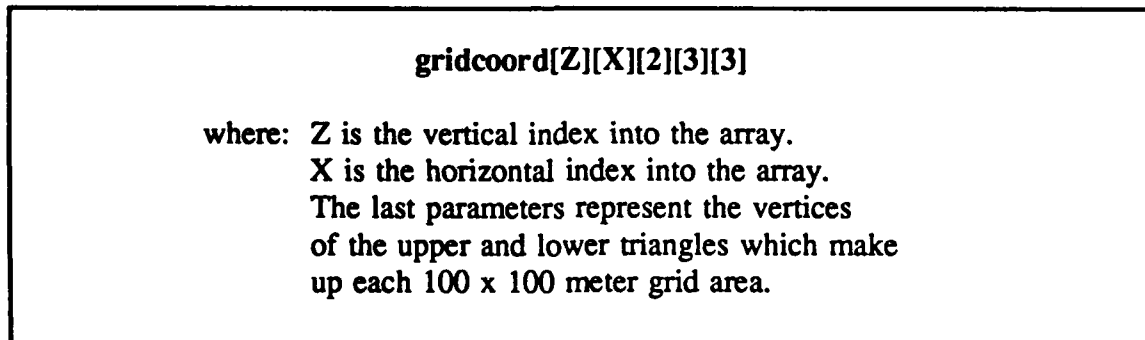 gridcoord[Z][X][2][3][3]
where: Z is the vertical index into the array.
X is the horizontal index into the array.
The last parameters represent the vertices
of the upper and lower triangles which make
up each 100 x 100 meter grid area.